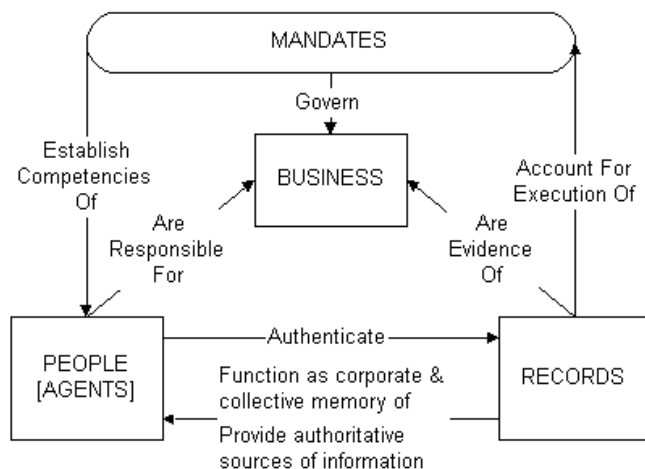 MANDATES
Govern
Establish
Competencies
Of
BUSINESS
Account For
Execution Of
Are
Responsible
For
Are
Evidence
Of
PEOPLE
[AGENTS]
Authenticate
Function as corporate &
collective memory of
Provide authoritative
sources of information
RECORDS